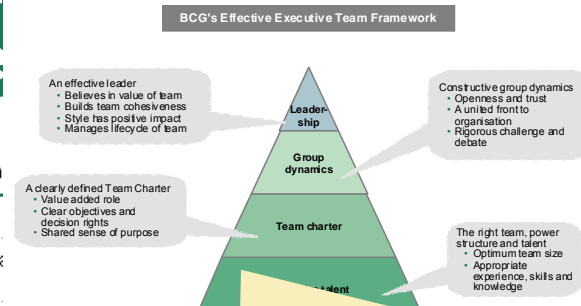 BCG's Effective Executive Team Framework
An effective leader
• Believes in value of team
• Builds team cohesiveness
• Style has positive impact
• Manages lifecycle of team
Constructive group dynamics
• Openness and trust
• A united front to
organisation
• Rigorous challenge and
debate
Leader-
ship
Group
dynamics
A clearly defined Team Charter
• Value added role
• Clear objectives and
decision rights
• Shared sense of purpose
Team charter
The right team, power
structure and talent
• Optimum team size
• Appropriate
experience, skills and
knowledge
talent